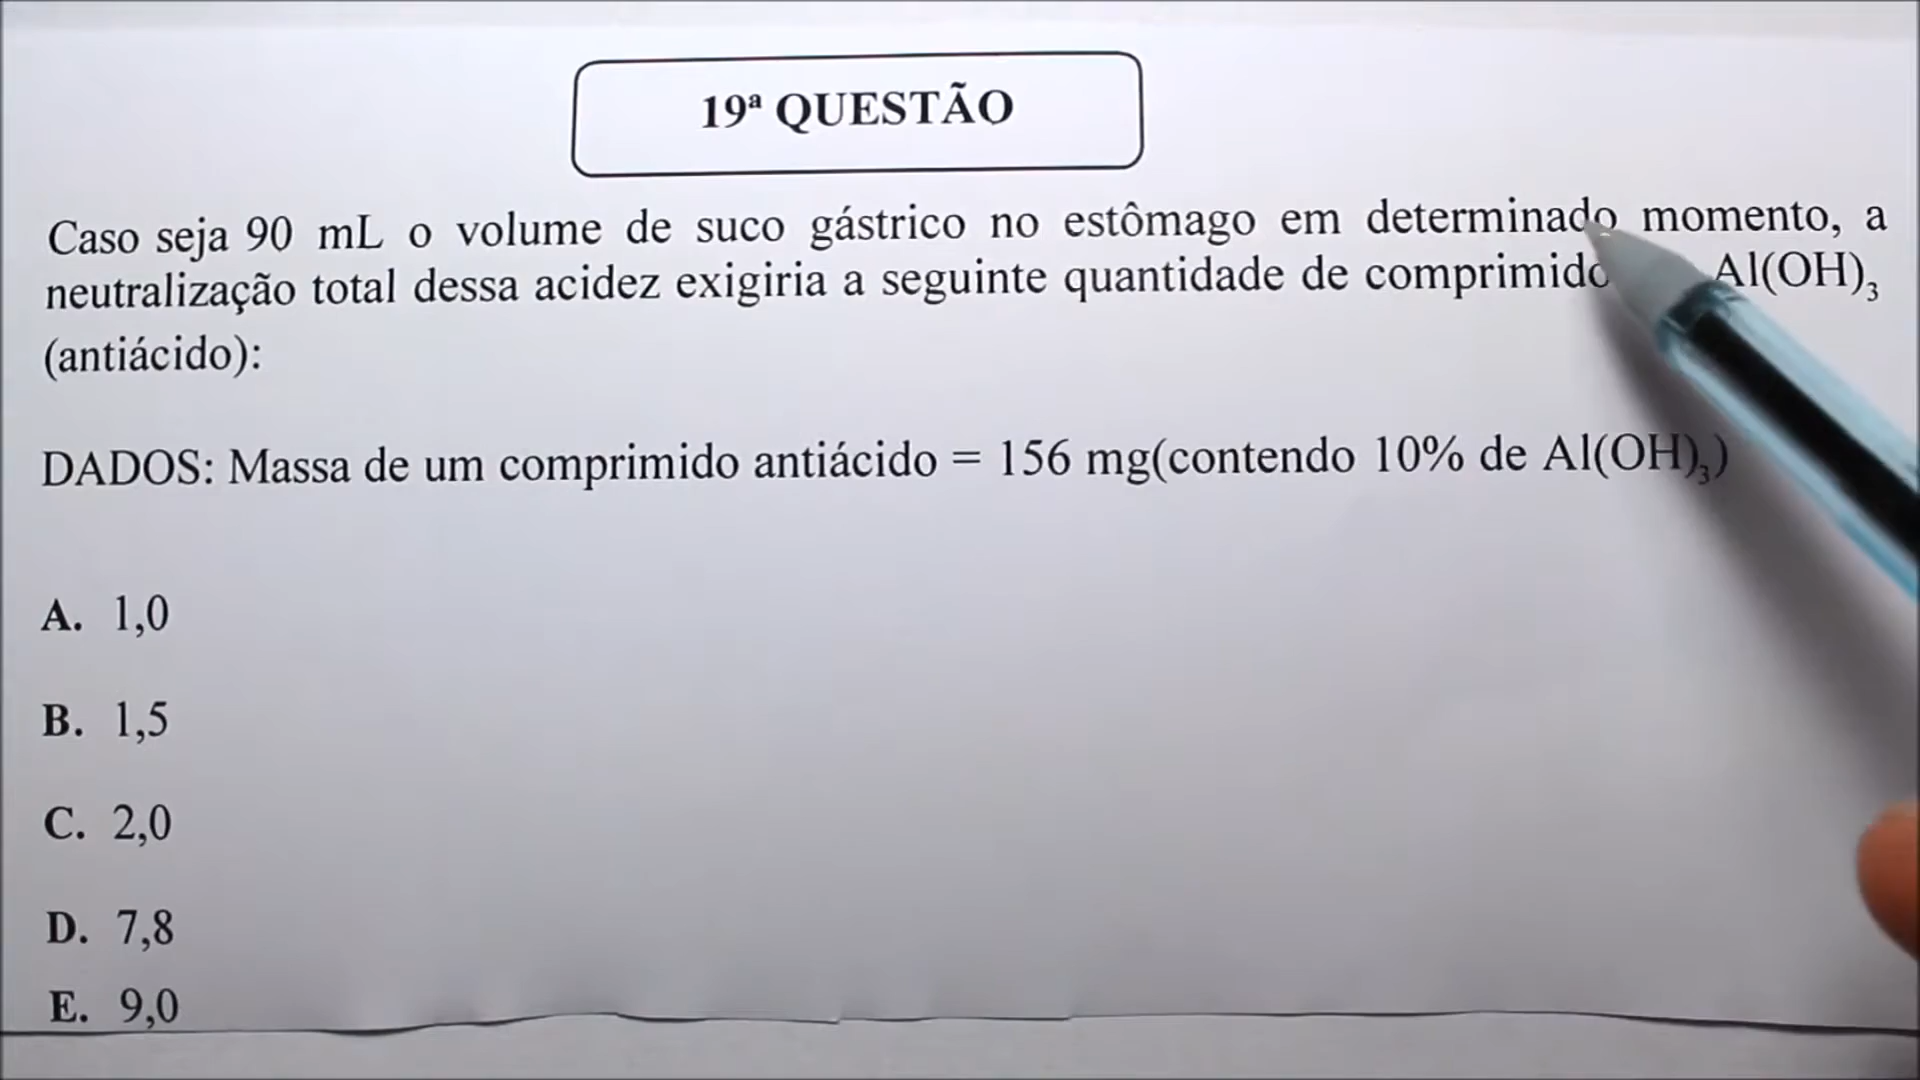 19ª QUESTÃO
Caso seja 90 mL o volume de suco gástrico no estômago em determinado momento, a
neutralização total dessa acidez exigiria a seguinte quantidade de comprimido Al(OH)₃
(antiácido):
DADOS: Massa de um comprimido antiácido = 156 mg(contendo 10% de Al(OH)₃)
A. 1,0
B. 1,5
C. 2,0
D. 7,8
E. 9,0